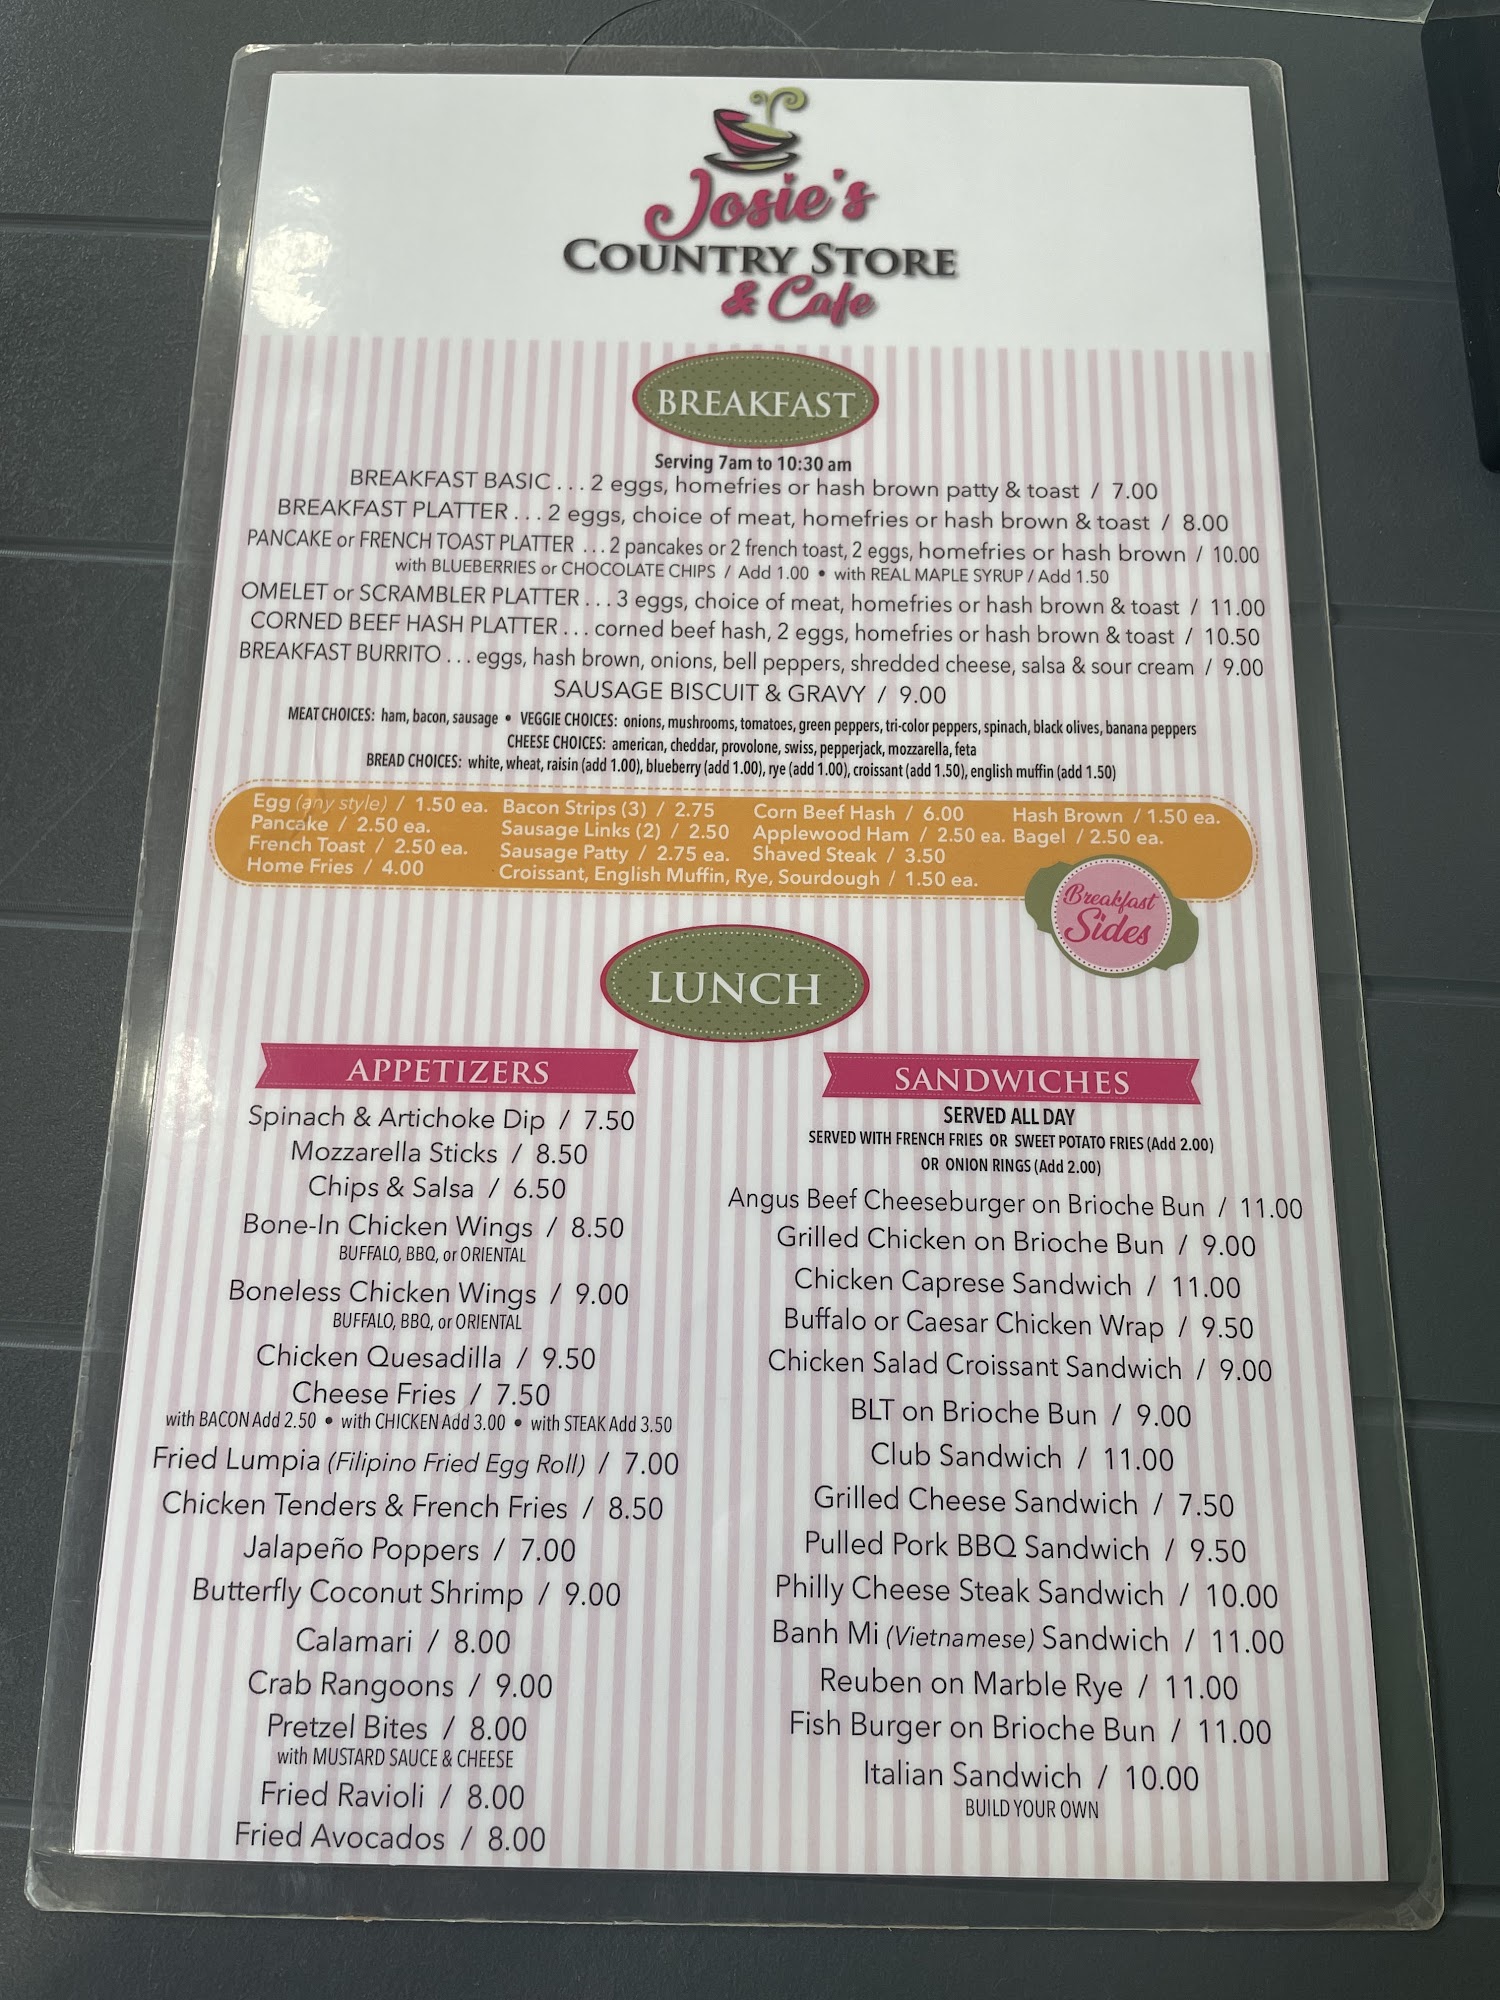 Josie's
COUNTRY STORE
& Cafe
BREAKFAST
Serving 7am to 10:30 am
BREAKFAST BASIC . . . 2 eggs, homefries or hash brown patty & toast / 7.00
BREAKFAST PLATTER . . . 2 eggs, choice of meat, homefries or hash brown & toast / 8.00
PANCAKE or FRENCH TOAST PLATTER . . . 2 pancakes or 2 french toast, 2 eggs, homefries or hash brown / 10.00
with BLUEBERRIES or CHOCOLATE CHIPS / Add 1.00 • with REAL MAPLE SYRUP / Add 1.50
OMELET or SCRAMBLER PLATTER . . . 3 eggs, choice of meat, homefries or hash brown & toast / 11.00
CORNED BEEF HASH PLATTER . . . corned beef hash, 2 eggs, homefries or hash brown & toast / 10.50
BREAKFAST BURRITO . . . eggs, hash brown, onions, bell peppers, shredded cheese, salsa & sour cream / 9.00
SAUSAGE BISCUIT & GRAVY / 9.00
MEAT CHOICES: ham, bacon, sausage • VEGGIE CHOICES: onions, mushrooms, tomatoes, green peppers, tri-color peppers, spinach, black olives, banana peppers
CHEESE CHOICES: american, cheddar, provolone, swiss, pepperjack, mozzarella, feta
BREAD CHOICES: white, wheat, raisin (add 1.00), blueberry (add 1.00), rye (add 1.00), croissant (add 1.50), english muffin (add 1.50)
Egg (any style) / 1.50 ea. Bacon Strips (3) / 2.75 Corn Beef Hash / 6.00 Hash Brown / 1.50 ea.
Pancake / 2.50 ea. Sausage Links (2) / 2.50 Applewood Ham / 2.50 ea. Bagel / 2.50 ea.
French Toast / 2.50 ea. Sausage Patty / 2.75 ea. Shaved Steak / 3.50
Home Fries / 4.00 Croissant, English Muffin, Rye, Sourdough / 1.50 ea.
Breakfast
Sides
LUNCH
APPETIZERS
Spinach & Artichoke Dip / 7.50
Mozzarella Sticks / 8.50
Chips & Salsa / 6.50
Bone-In Chicken Wings / 8.50
BUFFALO, BBQ, or ORIENTAL
Boneless Chicken Wings / 9.00
BUFFALO, BBQ, or ORIENTAL
Chicken Quesadilla / 9.50
Cheese Fries / 7.50
with BACON Add 2.50 • with CHICKEN Add 3.00 • with STEAK Add 3.50
Fried Lumpia (Filipino Fried Egg Roll) / 7.00
Chicken Tenders & French Fries / 8.50
Jalapeño Poppers / 7.00
Butterfly Coconut Shrimp / 9.00
Calamari / 8.00
Crab Rangoons / 9.00
Pretzel Bites / 8.00
with MUSTARD SAUCE & CHEESE
Fried Ravioli / 8.00
Fried Avocados / 8.00
SANDWICHES
SERVED ALL DAY
SERVED WITH FRENCH FRIES OR SWEET POTATO FRIES (Add 2.00)
OR ONION RINGS (Add 2.00)
Angus Beef Cheeseburger on Brioche Bun / 11.00
Grilled Chicken on Brioche Bun / 9.00
Chicken Caprese Sandwich / 11.00
Buffalo or Caesar Chicken Wrap / 9.50
Chicken Salad Croissant Sandwich / 9.00
BLT on Brioche Bun / 9.00
Club Sandwich / 11.00
Grilled Cheese Sandwich / 7.50
Pulled Pork BBQ Sandwich / 9.50
Philly Cheese Steak Sandwich / 10.00
Banh Mi (Vietnamese) Sandwich / 11.00
Reuben on Marble Rye / 11.00
Fish Burger on Brioche Bun / 11.00
Italian Sandwich / 10.00
BUILD YOUR OWN